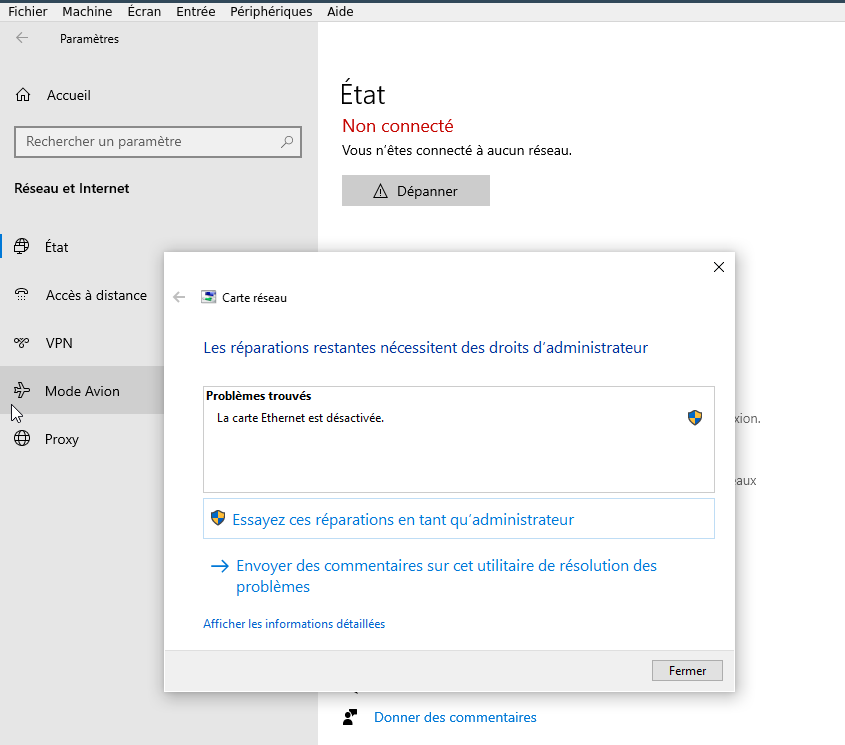 Fichier Machine Écran Entrée Périphériques Aide
Paramètres
Accueil
Rechercher un paramètre
Réseau et Internet
État
Accès à distance
VPN
Mode Avion
Proxy
État
Non connecté
Vous n’êtes connecté à aucun réseau.
Dépanner
Carte réseau
Les réparations restantes nécessitent des droits d’administrateur
Problèmes trouvés
La carte Ethernet est désactivée.
Essayez ces réparations en tant qu’administrateur
Envoyer des commentaires sur cet utilitaire de résolution des
problèmes
Afficher les informations détaillées
Fermer
Donner des commentaires